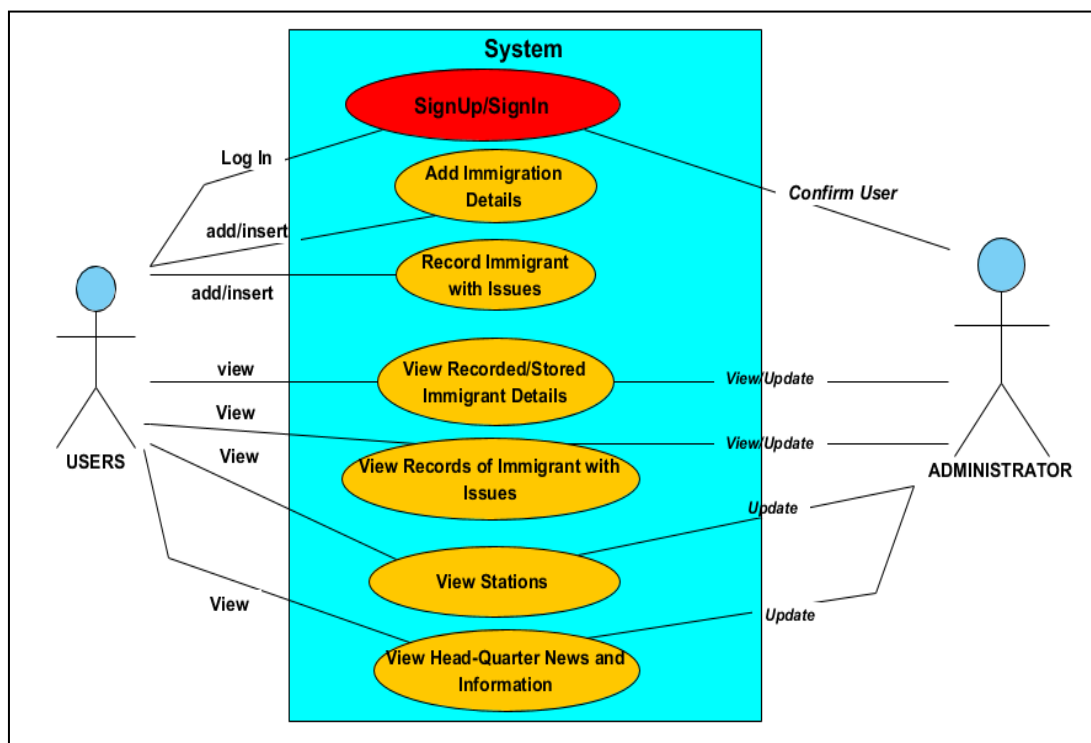 System
SignUp/SignIn
Log In
Add Immigration
Details
Confirm User
add/insert
Record Immigrant
with Issues
add/insert
view
View Recorded/Stored
Immigrant Details
View/Update
View
View/Update
USERS
View
View Records of Immigrant with
Issues
ADMINISTRATOR
Update
View Stations
View
Update
View Head-Quarter News and
Information